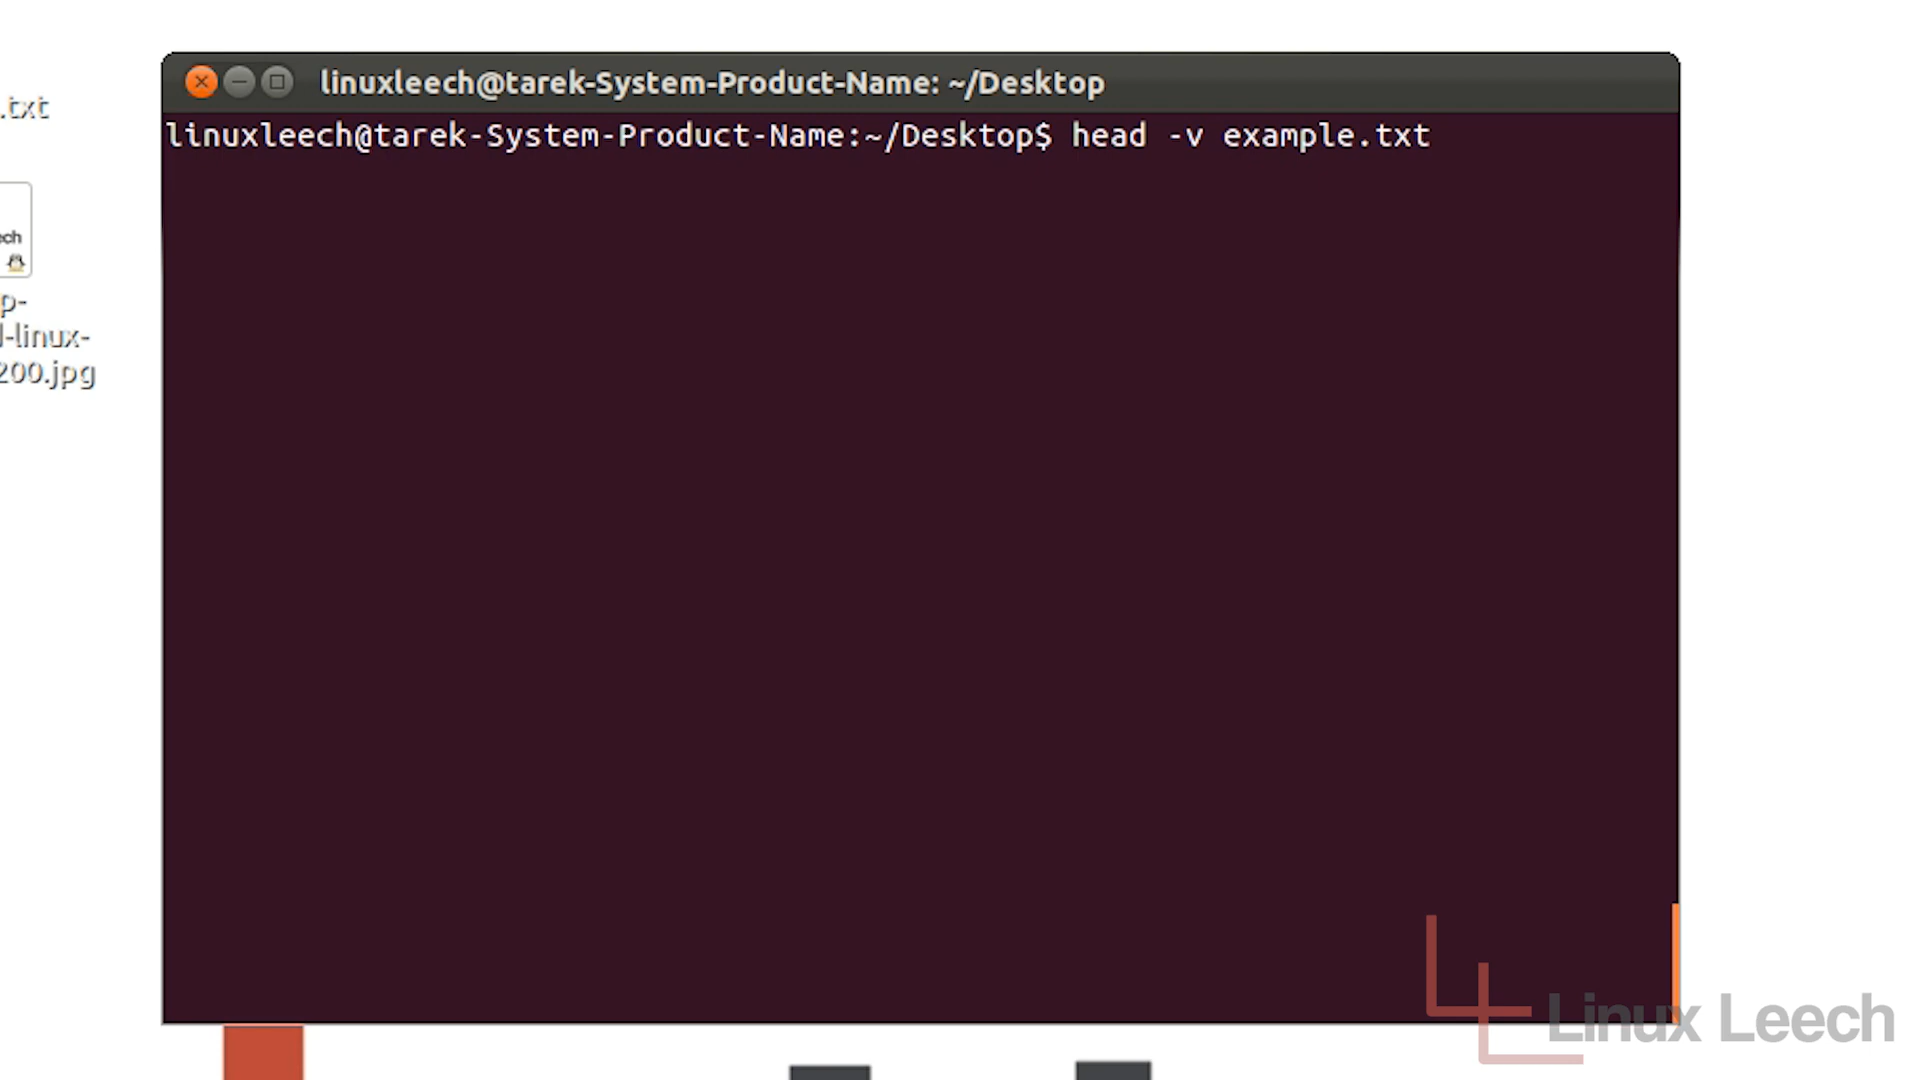 linuxleech@tarek-System-Product-Name: ~/Desktop
linuxleech@tarek-System-Product-Name:~/Desktop$ head -v example.txt
.txt
ech
p-
-linux-
200.jpg
Linux Leech